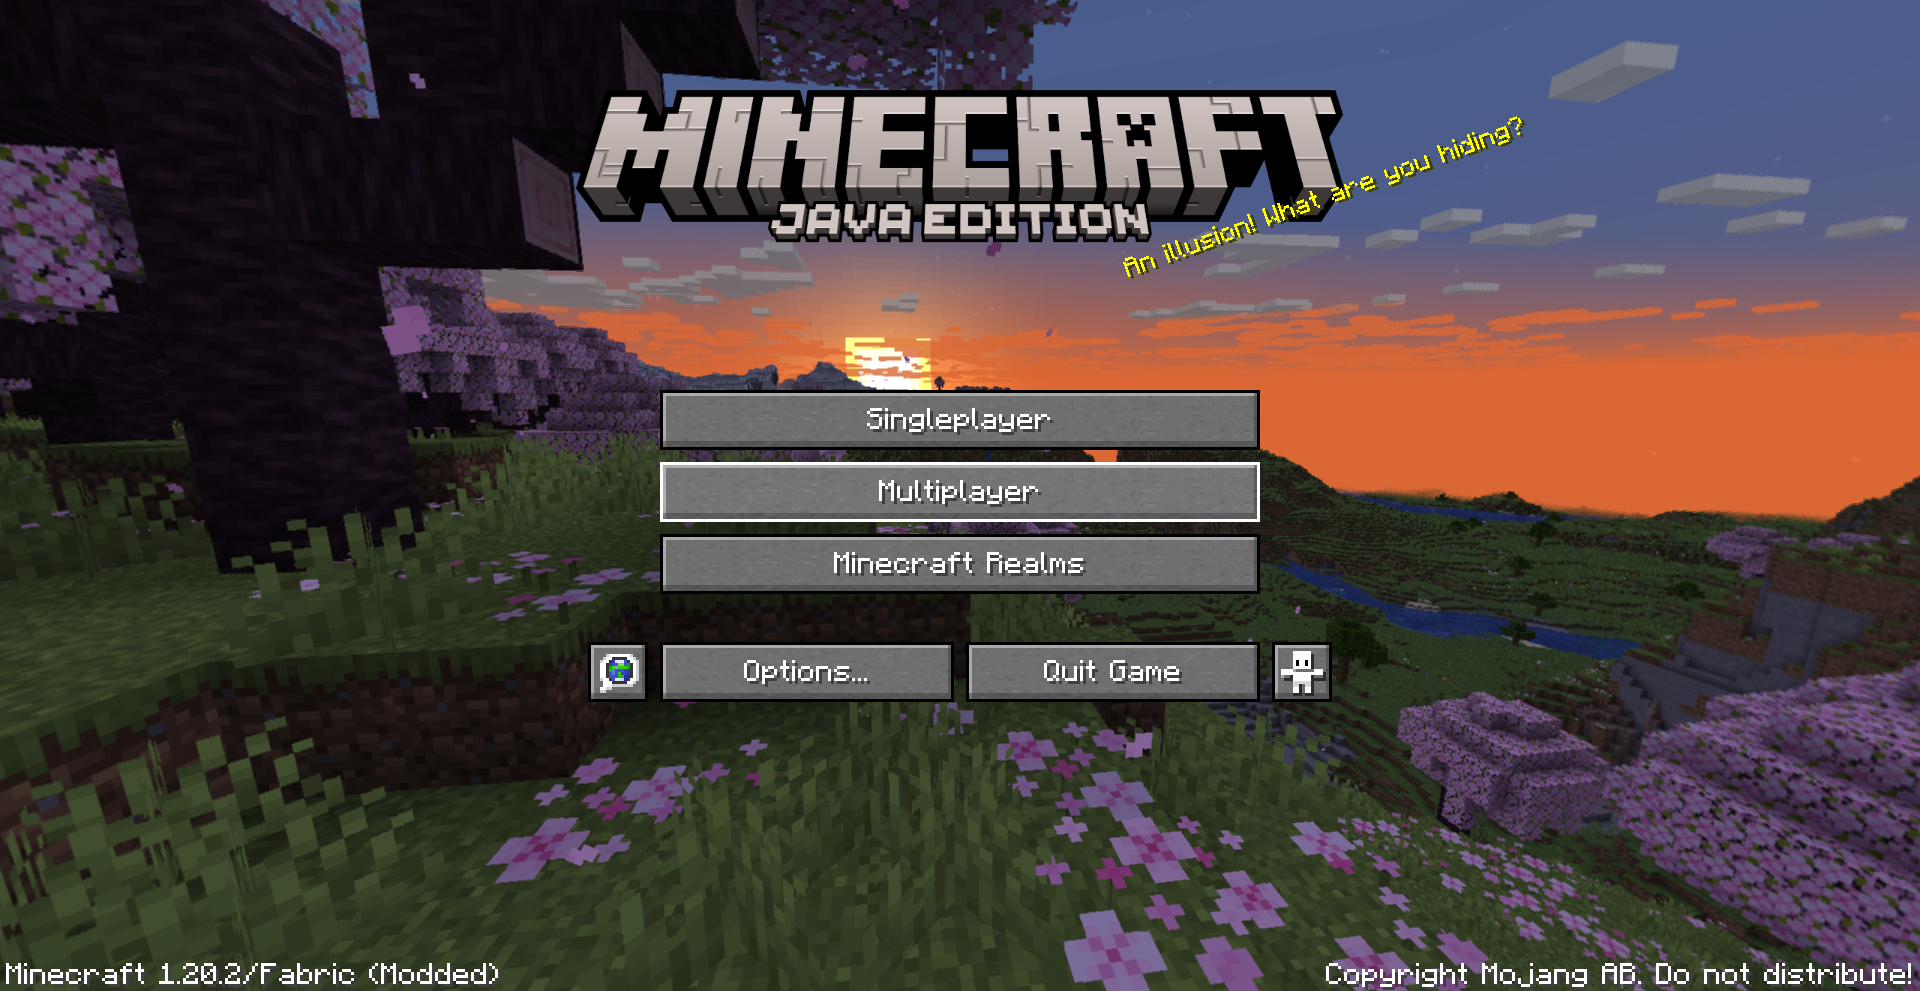 MINECRAFT
JAVA EDITION
An illusion! What are you hiding?
Singleplayer
Multiplayer
Minecraft Realms
Options...
Quit Game
Minecraft 1.20.2/Fabric (Modded)
Copyright Mojang AB. Do not distribute!